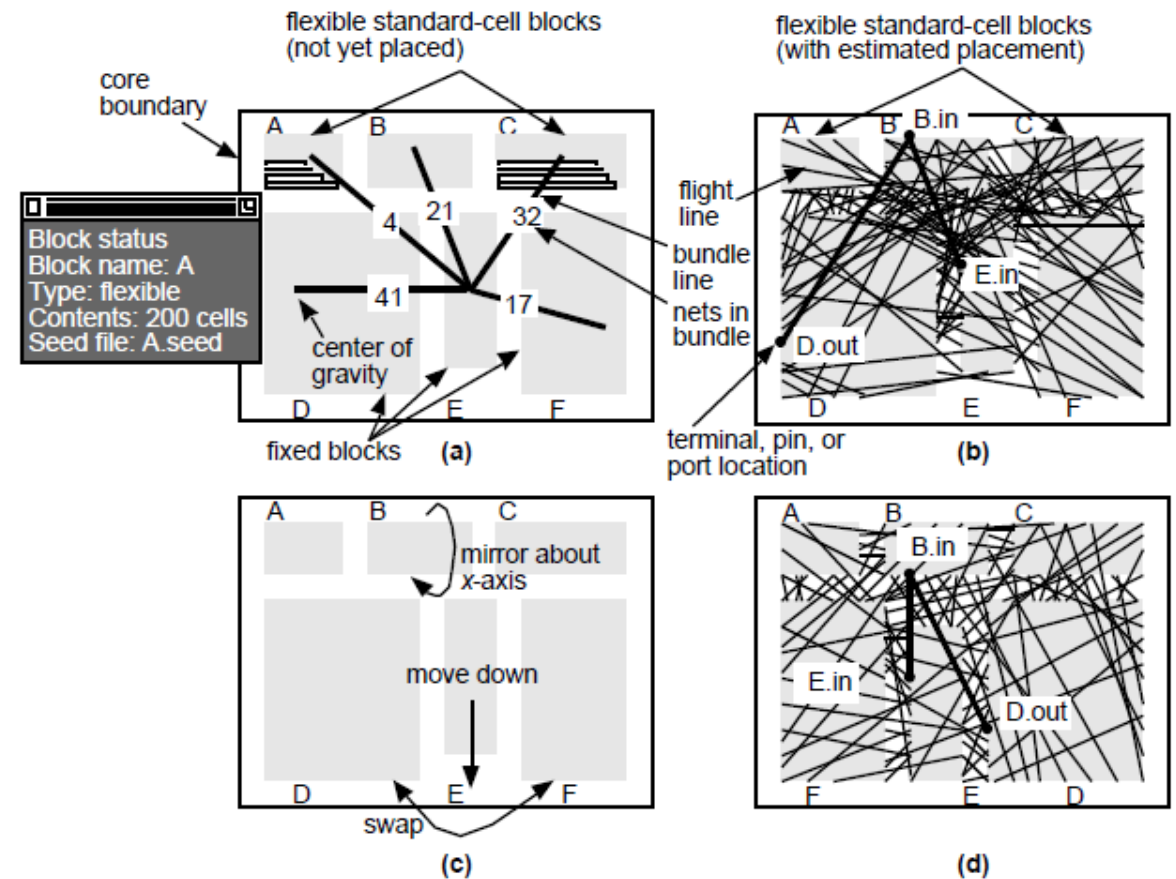 flexible standard-cell blocks
(not yet placed)
core
boundary
A
B
C
4
21
32
41
17
Block status
Block name: A
Type: flexible
Contents: 200 cells
Seed file: A.seed
bundle
line
nets in
bundle
center of
gravity
D
E
F
fixed blocks
(a)
flexible standard-cell blocks
(with estimated placement)
A
B
B.in
C
flight
line
E.in
D.out
D
E
F
terminal, pin, or
port location
(b)
A
B
C
mirror about
x-axis
move down
D
E
F
swap
(c)
A
B
C
B.in
E.in
D.out
F
E
D
(d)